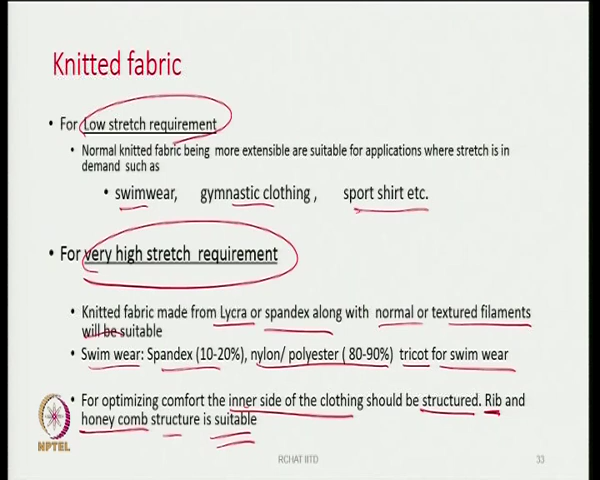 Knitted fabric
• For Low stretch requirement
• Normal knitted fabric being more extensible are suitable for applications where stretch is in
demand such as
• swimwear, gymnastic clothing , sport shirt etc.
• For very high stretch requirement
• Knitted fabric made from Lycra or spandex along with normal or textured filaments
will be suitable
• Swim wear: Spandex (10-20%), nylon/ polyester ( 80-90%) tricot for swim wear
• For optimizing comfort the inner side of the clothing should be structured. Rib and
honey comb structure is suitable
NPTEL
RCHAT IITD
33